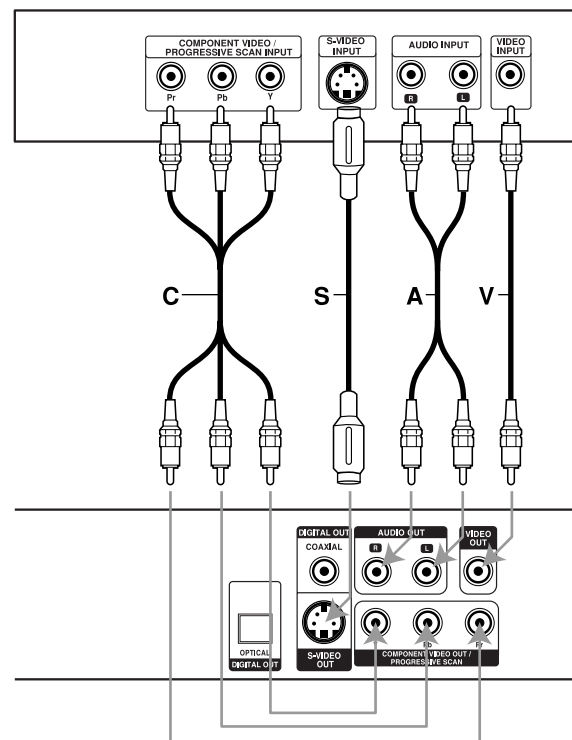 COMPONENT VIDEO /
PROGRESSIVE SCAN INPUT
Pr Pb Y
S-VIDEO
INPUT
AUDIO INPUT
R L
VIDEO
INPUT
C S A V
DIGITAL OUT
COAXIAL
AUDIO OUT
R L
VIDEO
OUT
OPTICAL
DIGITAL OUT
S-VIDEO
OUT
Pb Pr
COMPONENT VIDEO OUT /
PROGRESSIVE SCAN